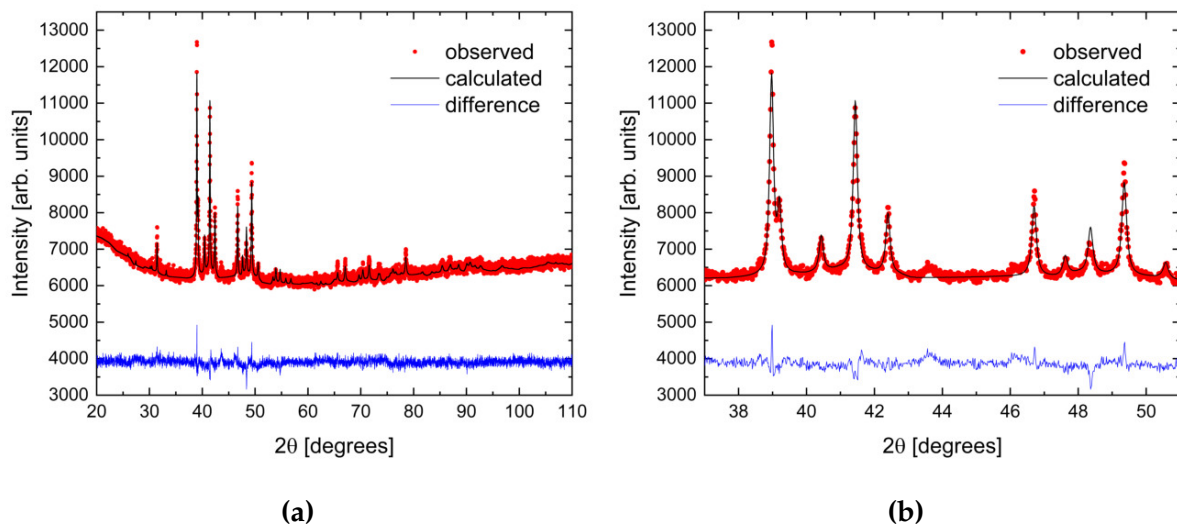 13000
12000
11000
10000
9000
8000
7000
6000
5000
4000
3000
Intensity [arb. units]
observed
calculated
difference
20 30 40 50 60 70 80 90 100 110
2θ [degrees]
(a)
13000
12000
11000
10000
9000
8000
7000
6000
5000
4000
3000
Intensity [arb. units]
observed
calculated
difference
38 40 42 44 46 48 50
2θ [degrees]
(b)